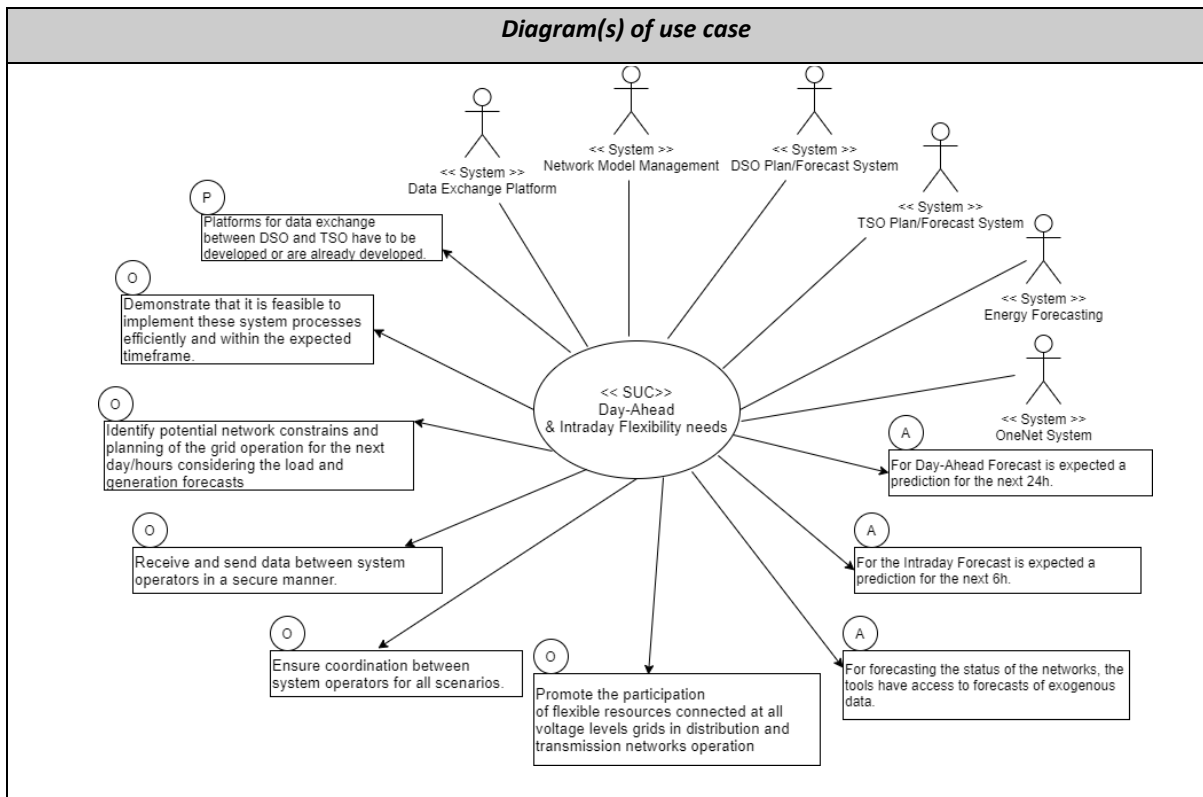 Diagram(s) of use case
<< System >>
Data Exchange Platform
<< System >>
Network Model Management
<< System >>
DSO Plan/Forecast System
<< System >>
TSO Plan/Forecast System
<< System >>
Energy Forecasting
<< System >>
OneNet System
<< SUC>>
Day-Ahead
& Intraday Flexibility needs
P
Platforms for data exchange
between DSO and TSO have to be
developed or are already developed.
O
Demonstrate that it is feasible to
implement these system processes
efficiently and within the expected
timeframe.
O
Identify potential network constrains and
planning of the grid operation for the next
day/hours considering the load and
generation forecasts
O
Receive and send data between system
operators in a secure manner.
O
Ensure coordination between
system operators for all scenarios.
O
Promote the participation
of flexible resources connected at all
voltage levels grids in distribution and
transmission networks operation
A
For Day-Ahead Forecast is expected a
prediction for the next 24h.
A
For the Intraday Forecast is expected a
prediction for the next 6h.
A
For forecasting the status of the networks, the
tools have access to forecasts of exogenous
data.